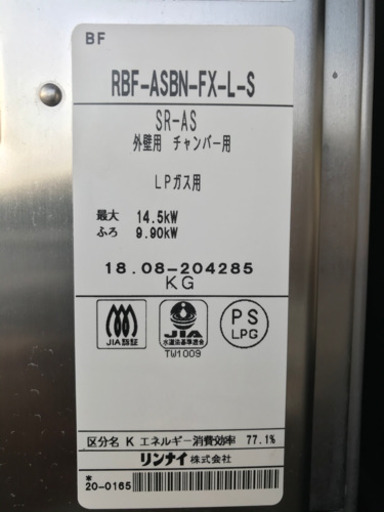 BF
RBF-ASBN-FX-L-S
SR-AS
外壁用 チャンバー用
LPガス用
最大 14.5kW
ふろ 9.90kW
18.08-204285
KG
JIA認証
JIA
水道法基準適合
TW1009
PS
LPG
区分名 K エネルギー消費効率 77.1%
リンナイ株式会社
*
20-0165